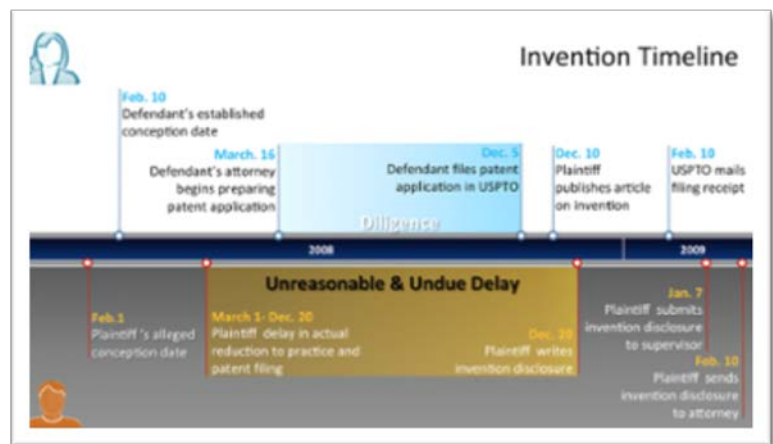 Invention Timeline
Feb. 10
Defendant's established
conception date
March. 16
Defendant's attorney
begins preparing
patent application
Dec. 5
Defendant files patent
application in USPTO
Dec. 10
Plaintiff
publishes article
on invention
Feb. 10
USPTO mails
filing receipt
Diligence
2008
2009
Unreasonable & Undue Delay
Feb.1
Plaintiff 's alleged
conception date
March 1- Dec. 20
Plaintiff delay in actual
reduction to practice and
patent filing
Dec. 20
Plaintiff writes
invention disclosure
Jan. 7
Plaintiff submits
invention disclosure
to supervisor
Feb. 10
Plaintiff sends
invention disclosure
to attorney